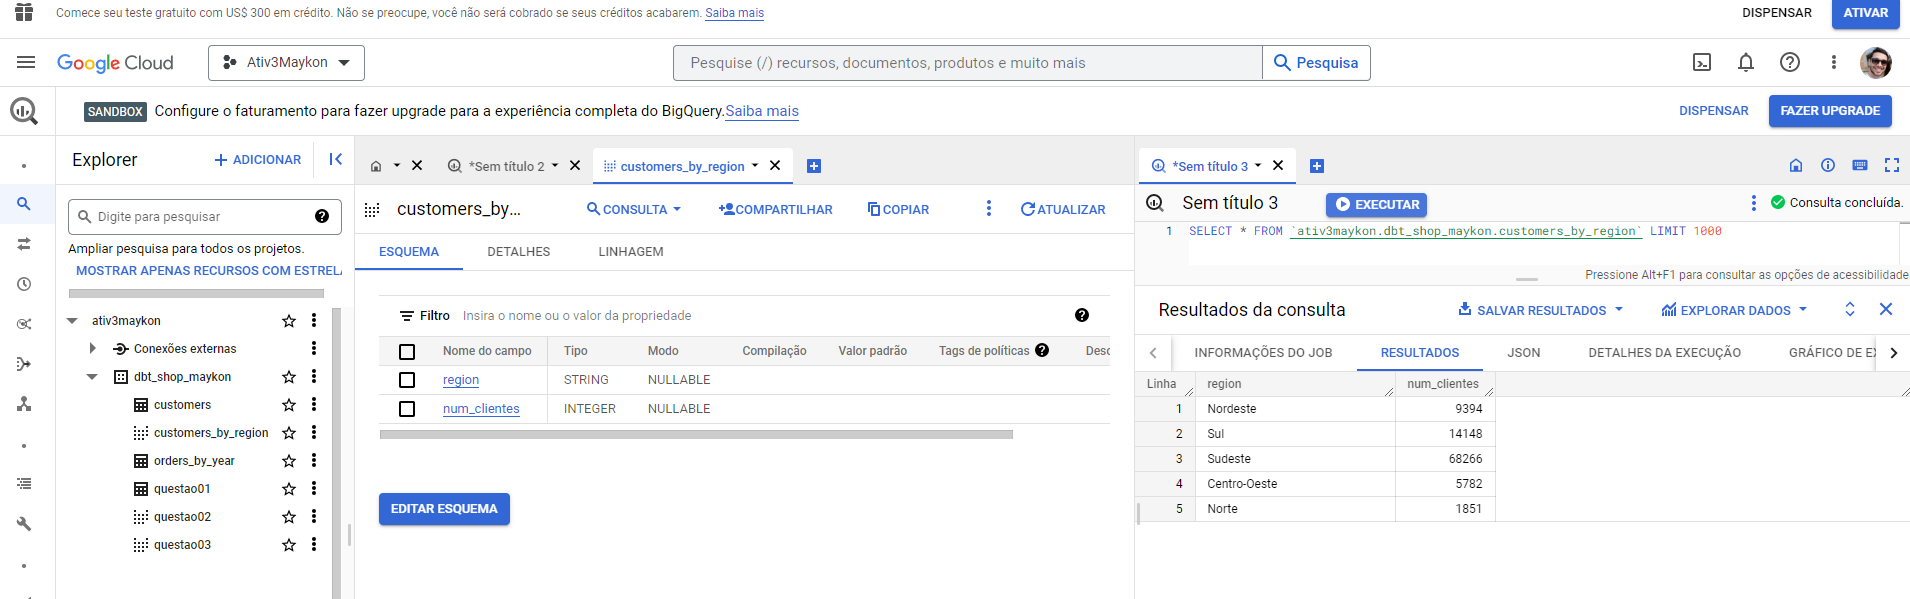 Comece seu teste gratuito com US$ 300 em crédito. Não se preocupe, você não será cobrado se seus créditos acabarem. Saiba mais
DISPENSAR
ATIVAR
Google Cloud
Ativ3Maykon
Pesquise (/) recursos, documentos, produtos e muito mais
Pesquisa
SANDBOX
Configure o faturamento para fazer upgrade para a experiência completa do BigQuery. Saiba mais
DISPENSAR
FAZER UPGRADE
Explorer
ADICIONAR
Digite para pesquisar
Ampliar pesquisa para todos os projetos.
MOSTRAR APENAS RECURSOS COM ESTRELA
ativ3maykon
Conexões externas
dbt_shop_maykon
customers
customers_by_region
orders_by_year
questao01
questao02
questao03
*Sem título 2
customers_by_region
customers_by...
CONSULTA
COMPARTILHAR
COPIAR
ATUALIZAR
ESQUEMA DETALHES LINHAGEM
Filtro Insira o nome ou o valor da propriedade
Nome do campo Tipo Modo Compilação Valor padrão Tags de políticas Desc
region STRING NULLABLE
num_clientes INTEGER NULLABLE
EDITAR ESQUEMA
*Sem título 3
Sem título 3
EXECUTAR
Consulta concluída.
1 SELECT * FROM `ativ3maykon.dbt_shop_maykon.customers_by_region` LIMIT 1000
Pressione Alt+F1 para consultar as opções de acessibilidade
Resultados da consulta
SALVAR RESULTADOS
EXPLORAR DADOS
INFORMAÇÕES DO JOB RESULTADOS JSON DETALHES DA EXECUÇÃO GRÁFICO DE EX
Linha region num_clientes
1 Nordeste 9394
2 Sul 14148
3 Sudeste 68266
4 Centro-Oeste 5782
5 Norte 1851